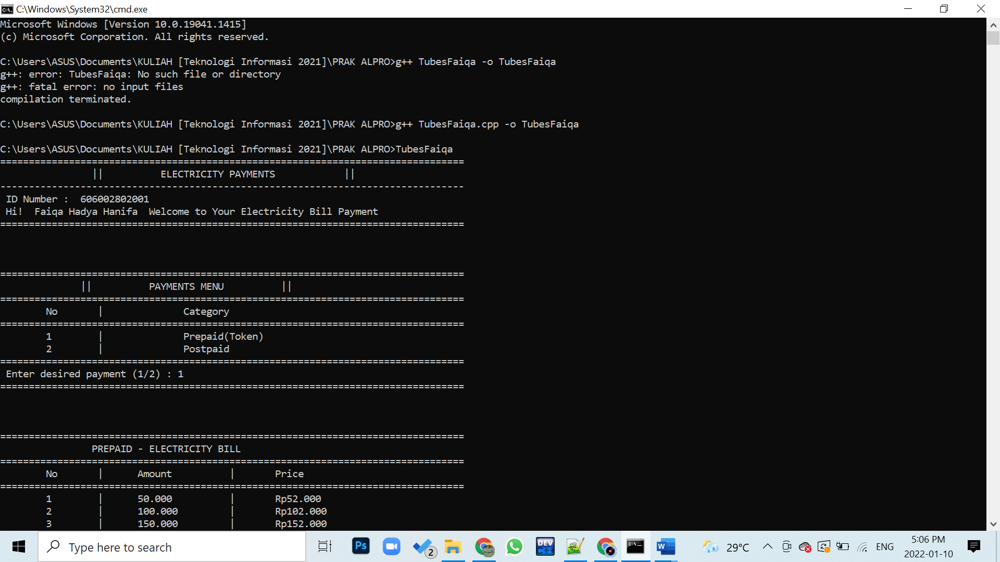 C:\Windows\System32\cmd.exe
Microsoft Windows [Version 10.0.19041.1415]
(c) Microsoft Corporation. All rights reserved.
C:\Users\ASUS\Documents\KULIAH [Teknologi Informasi 2021]\PRAK ALPRO>g++ TubesFaiqa -o TubesFaiqa
g++: error: TubesFaiqa: No such file or directory
g++: fatal error: no input files
compilation terminated.
C:\Users\ASUS\Documents\KULIAH [Teknologi Informasi 2021]\PRAK ALPRO>g++ TubesFaiqa.cpp -o TubesFaiqa
C:\Users\ASUS\Documents\KULIAH [Teknologi Informasi 2021]\PRAK ALPRO>TubesFaiqa
=================================================================================
|| ELECTRICITY PAYMENTS ||
---------------------------------------------------------------------------------
ID Number : 606002802001
Hi! Faiqa Hadya Hanifa Welcome to Your Electricity Bill Payment
=================================================================================
=================================================================================
|| PAYMENTS MENU ||
=================================================================================
No | Category
=================================================================================
1 | Prepaid(Token)
2 | Postpaid
=================================================================================
Enter desired payment (1/2) : 1
=================================================================================
=================================================================================
PREPAID - ELECTRICITY BILL
=================================================================================
No | Amount | Price
=================================================================================
1 | 50.000 | Rp52.000
2 | 100.000 | Rp102.000
3 | 150.000 | Rp152.000
Type here to search
Ps
2
DEV
C++
W
29°C
ENG
5:06 PM
2022-01-10